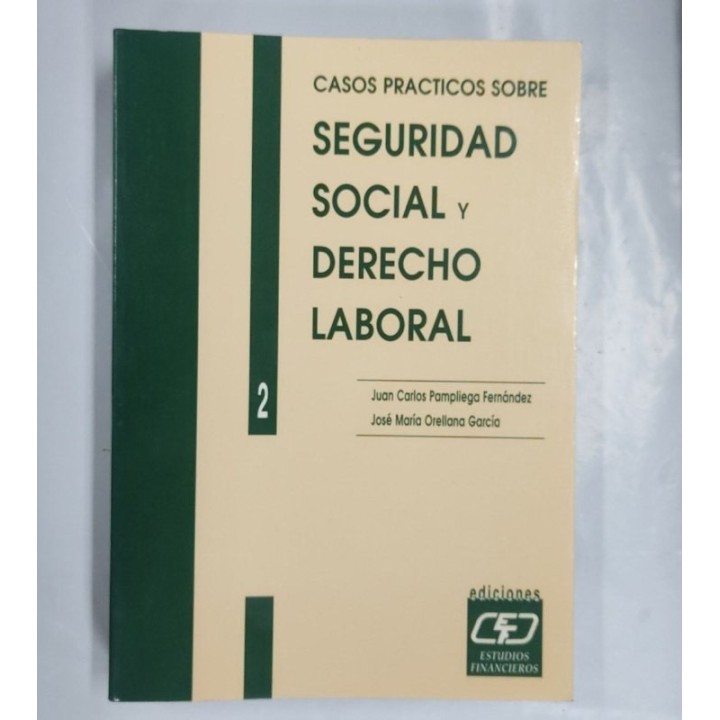 CASOS PRACTICOS SOBRE
SEGURIDAD
SOCIAL Y
DERECHO
LABORAL
2
Juan Carlos Pampliega Fernández
José María Orellana García
ediciones
CEF
ESTUDIOS
FINANCIEROS